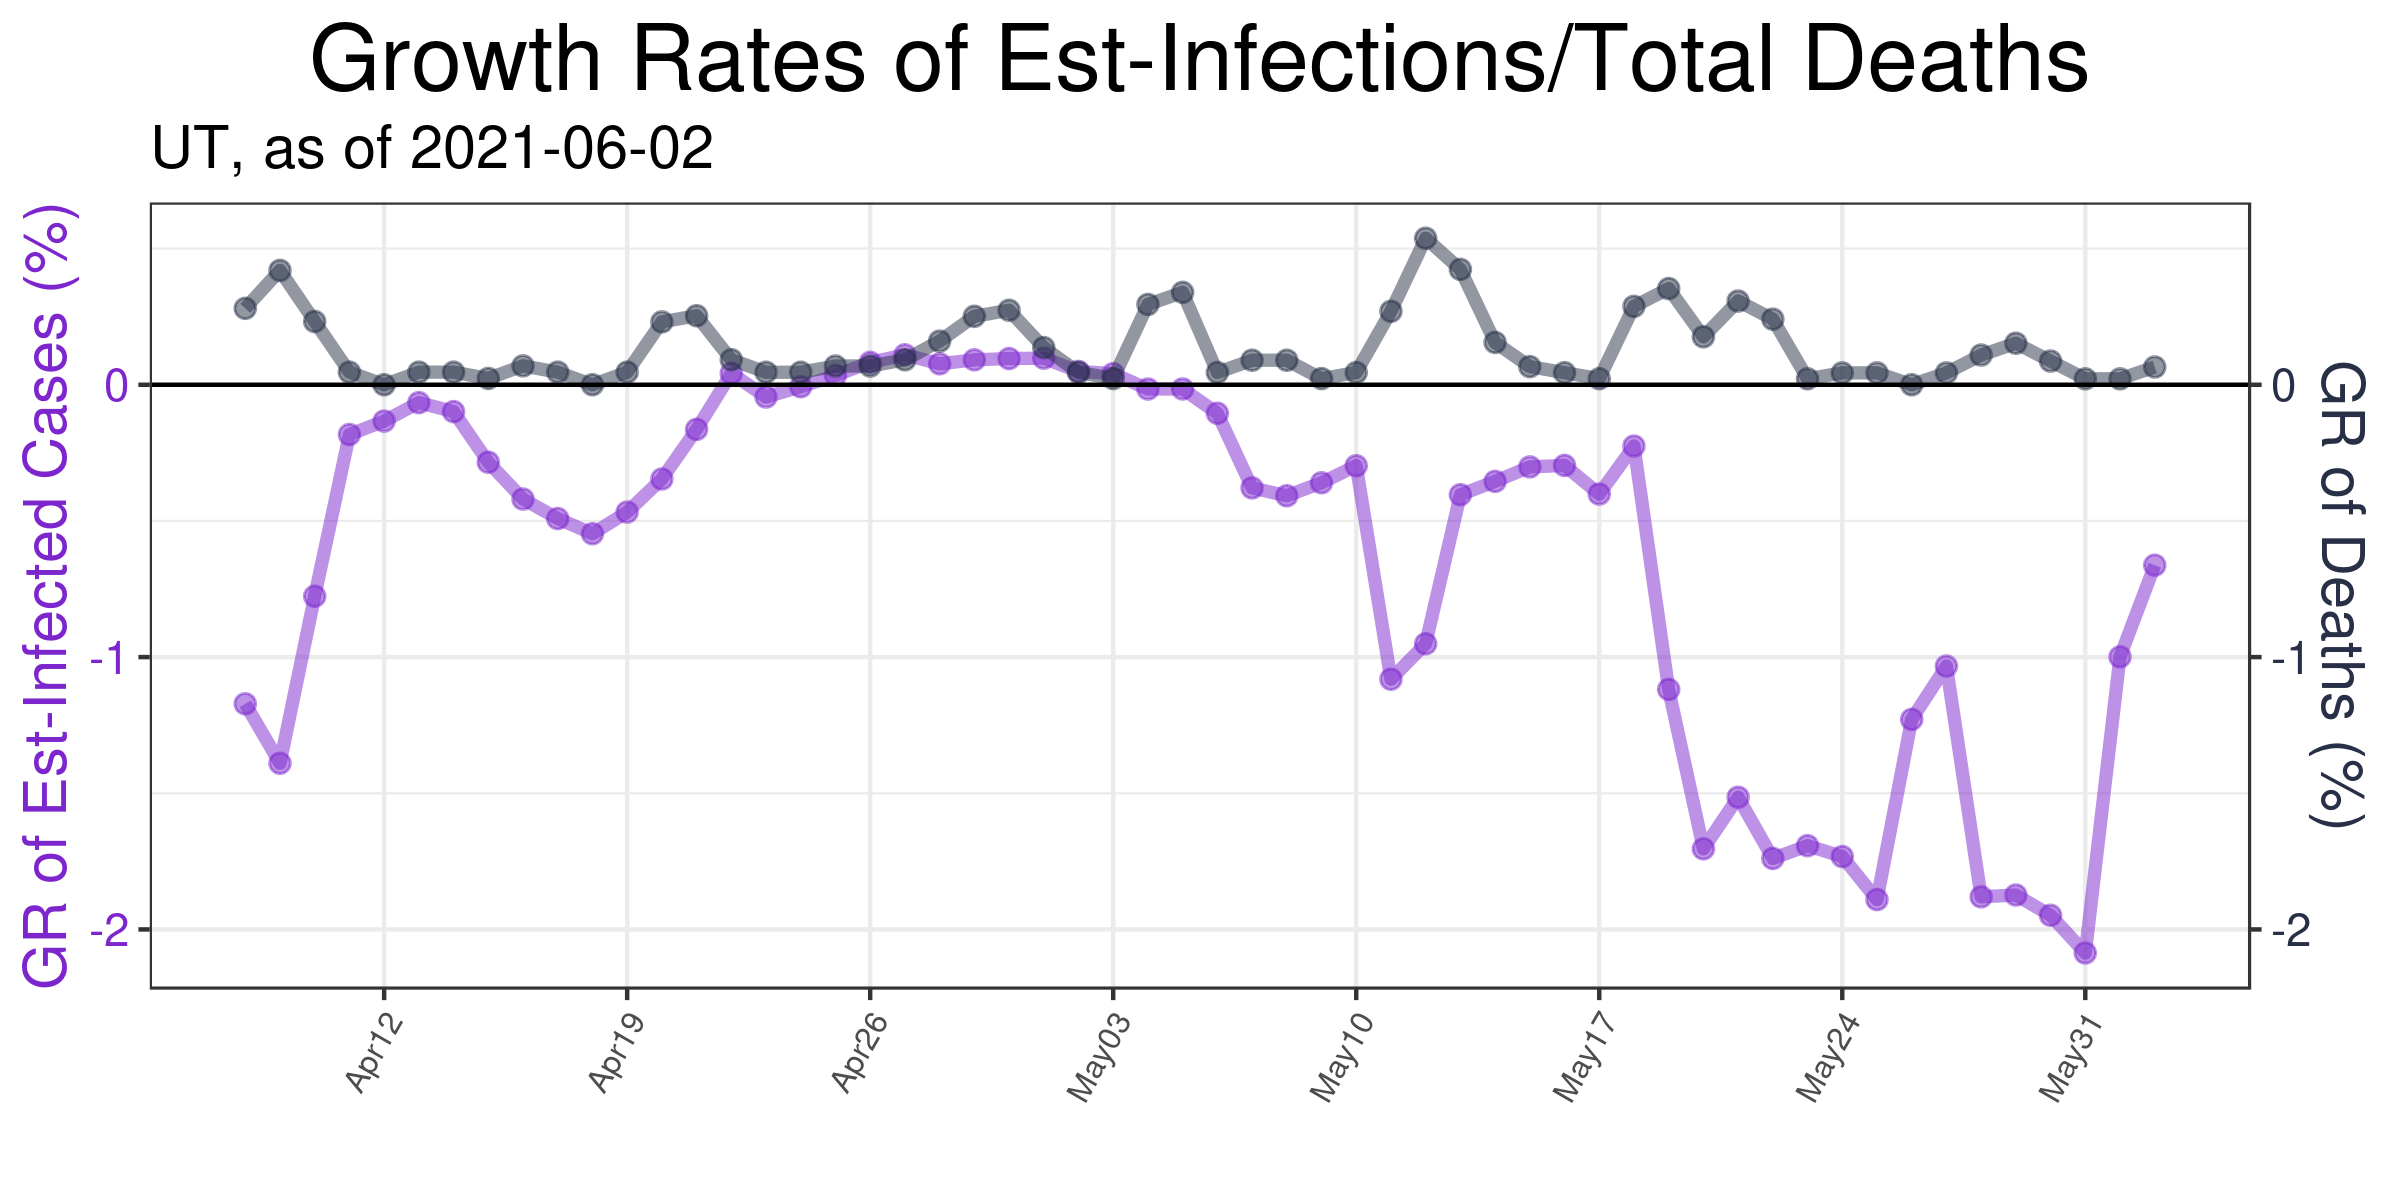 Growth Rates of Est-Infections/Total Deaths
UT, as of 2021-06-02
GR of Est-Infected Cases (%)
0
-1
-2
0
-1
-2
GR of Deaths (%)
Apr12
Apr19
Apr26
May03
May10
May17
May24
May31